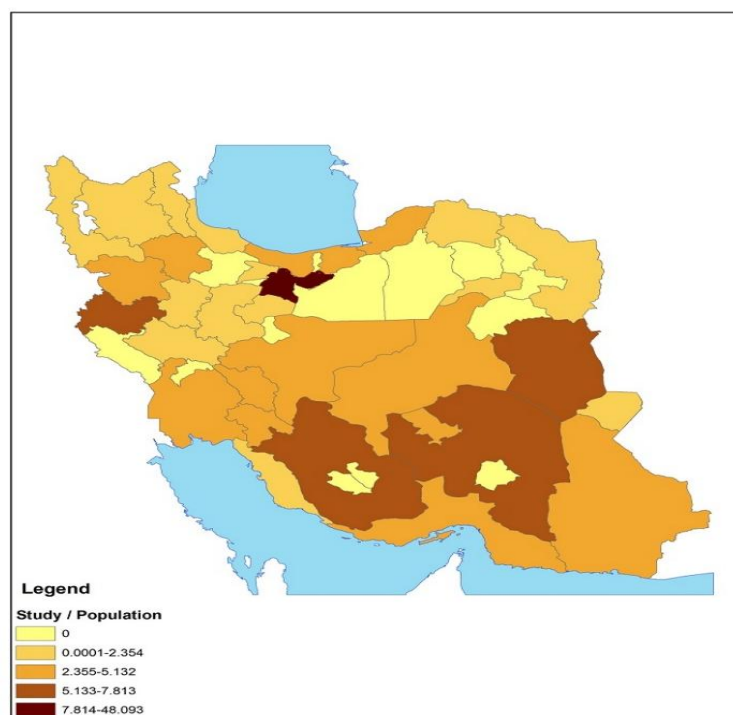 Legend
Study / Population
0
0.0001-2.354
2.355-5.132
5.133-7.813
7.814-48.093